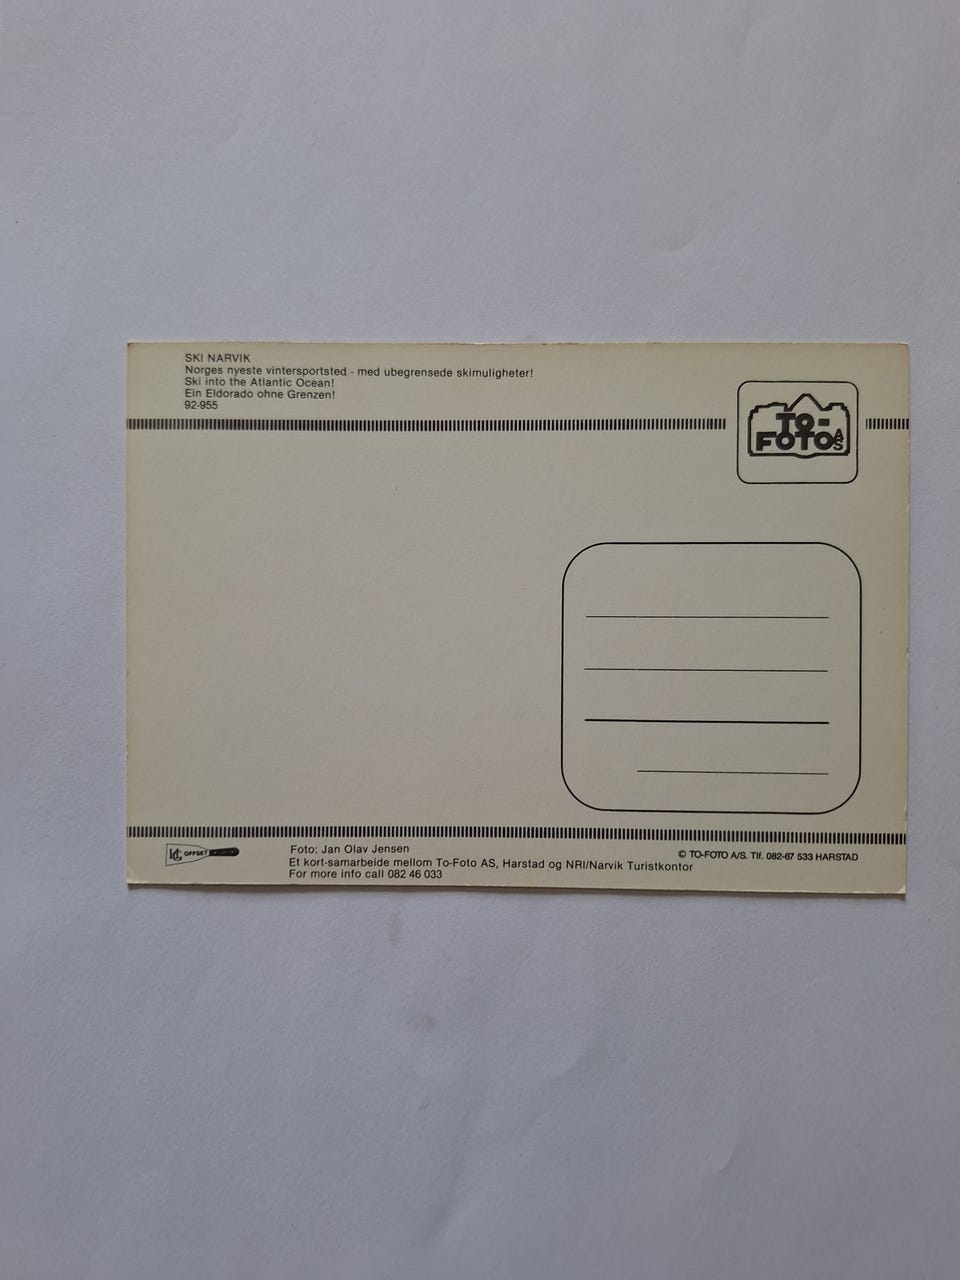 SKI NARVIK
Norges nyeste vintersportsted - med ubegrensede skimuligheter!
Ski into the Atlantic Ocean!
Ein Eldorado ohne Grenzen!
92-955
TO-
FOTO AS
OFFSET
Foto: Jan Olav Jensen
Et kort-samarbeide mellom To-Foto AS, Harstad og NRI/Narvik Turistkontor
For more info call 082 46 033
© TO-FOTO A/S. Tlf. 082-67 533 HARSTAD